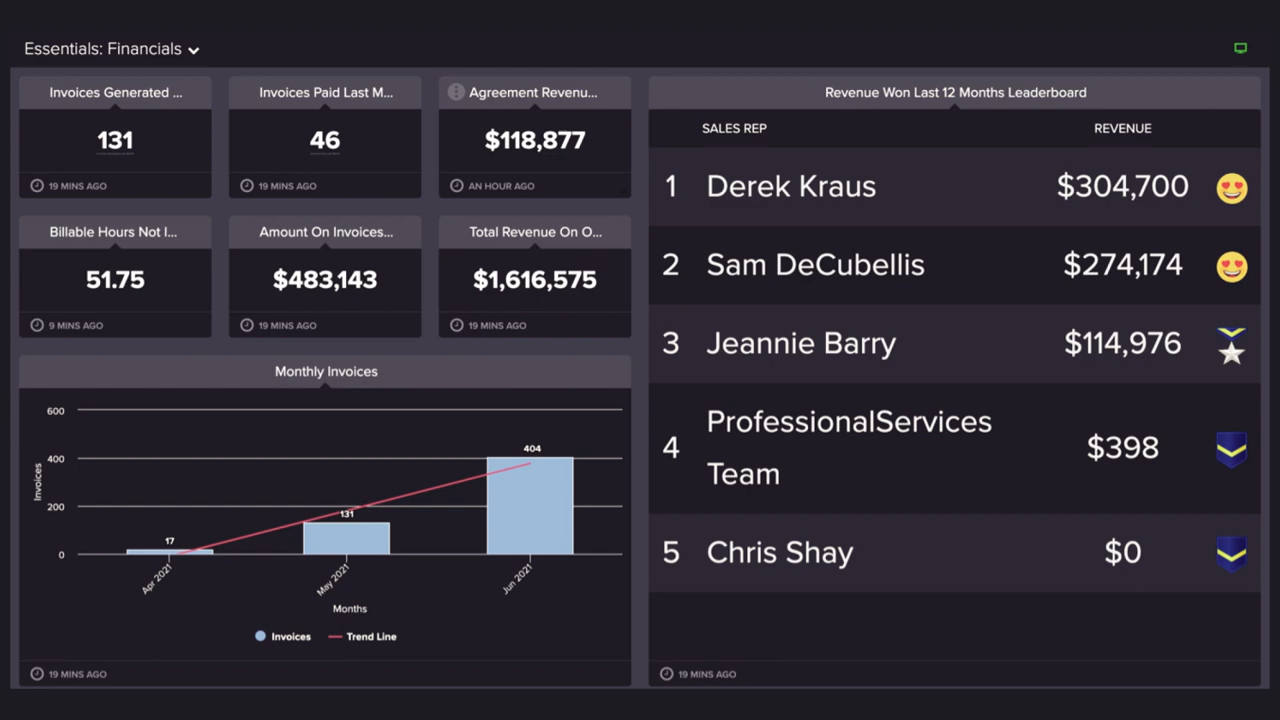 Essentials: Financials
Invoices Generated ...
131
19 MINS AGO
Invoices Paid Last M...
46
19 MINS AGO
Agreement Revenu...
$118,877
AN HOUR AGO
Billable Hours Not I...
51.75
9 MINS AGO
Amount On Invoices...
$483,143
19 MINS AGO
Total Revenue On O...
$1,616,575
19 MINS AGO
Monthly Invoices
600
400
200
0
Invoices
17
131
404
Apr 2021
May 2021
Jun 2021
Months
Invoices
Trend Line
19 MINS AGO
Revenue Won Last 12 Months Leaderboard
SALES REP REVENUE
1 Derek Kraus $304,700
2 Sam DeCubellis $274,174
3 Jeannie Barry $114,976
4 ProfessionalServices
Team $398
5 Chris Shay $0
19 MINS AGO